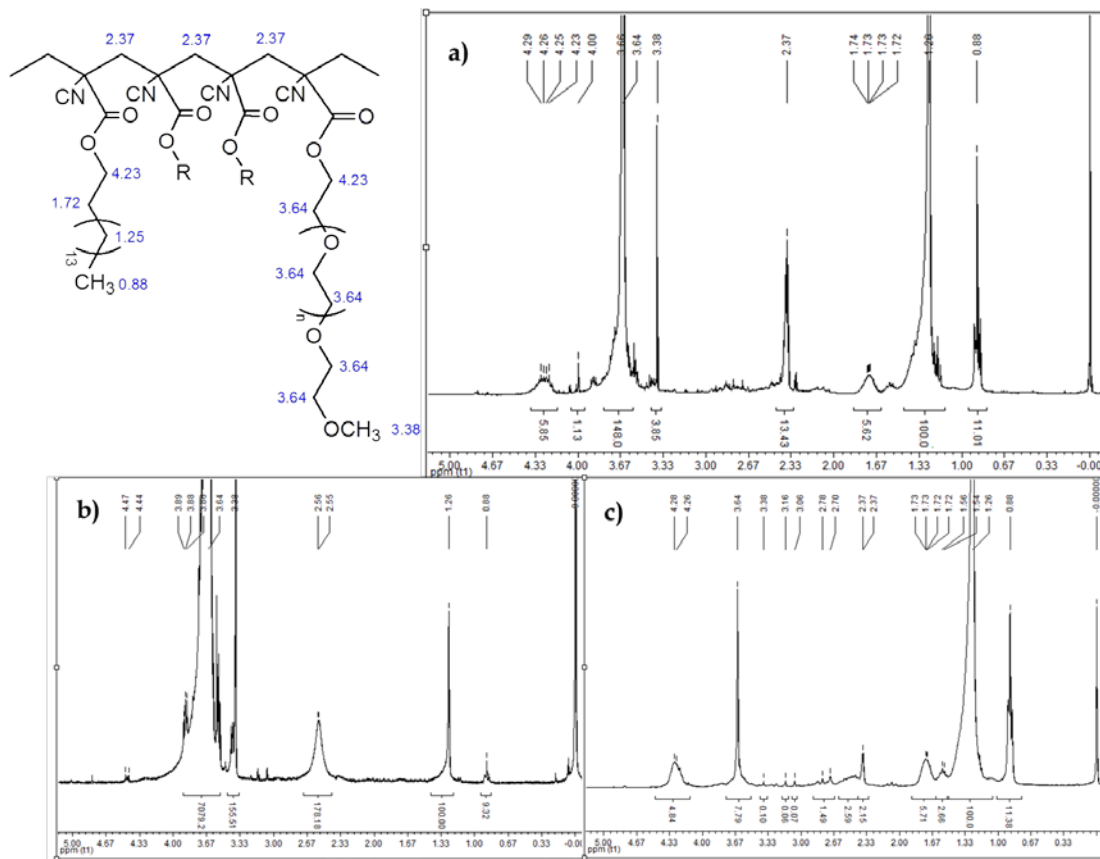 2.37 2.37 2.37
CN CN CN CN
O O O O
O O O O
R R
4.23 4.23
1.72 3.64
1.25 O
13 3.64
CH3 0.88 3.64
n
O
3.64
3.64
OCH3 3.38
a)
4.29 4.26 4.25 4.23 4.00 3.66 3.64 3.38 2.37 1.74 1.73 1.73 1.72 1.26 0.88
5.85 1.13 148.0 3.85 13.43 5.62 100.0 11.01
5.00 4.67 4.33 4.00 3.67 3.33 3.00 2.67 2.33 2.00 1.67 1.33 1.00 0.67 0.33 -0.00
ppm (t1)
b)
4.47 4.44 3.89 3.88 3.64 3.38 2.56 2.55 1.26 0.88
7079.2 155.51 178.18 100.00 9.32
5.00 4.67 4.33 4.00 3.67 3.33 3.00 2.67 2.33 2.00 1.67 1.33 1.00 0.67 0.33
ppm (t1)
c)
4.28 4.26 3.64 3.38 3.16 3.06 2.78 2.70 2.37 2.37 1.73 1.73 1.72 1.72 1.56 1.54 1.26 0.88 -0.00000
4.84 7.79 0.10 0.06 0.07 1.49 2.59 2.15 5.71 2.66 100.0 11.38
5.00 4.67 4.33 4.00 3.67 3.33 3.00 2.67 2.33 2.00 1.67 1.33 1.00 0.67 0.33
ppm (t1)